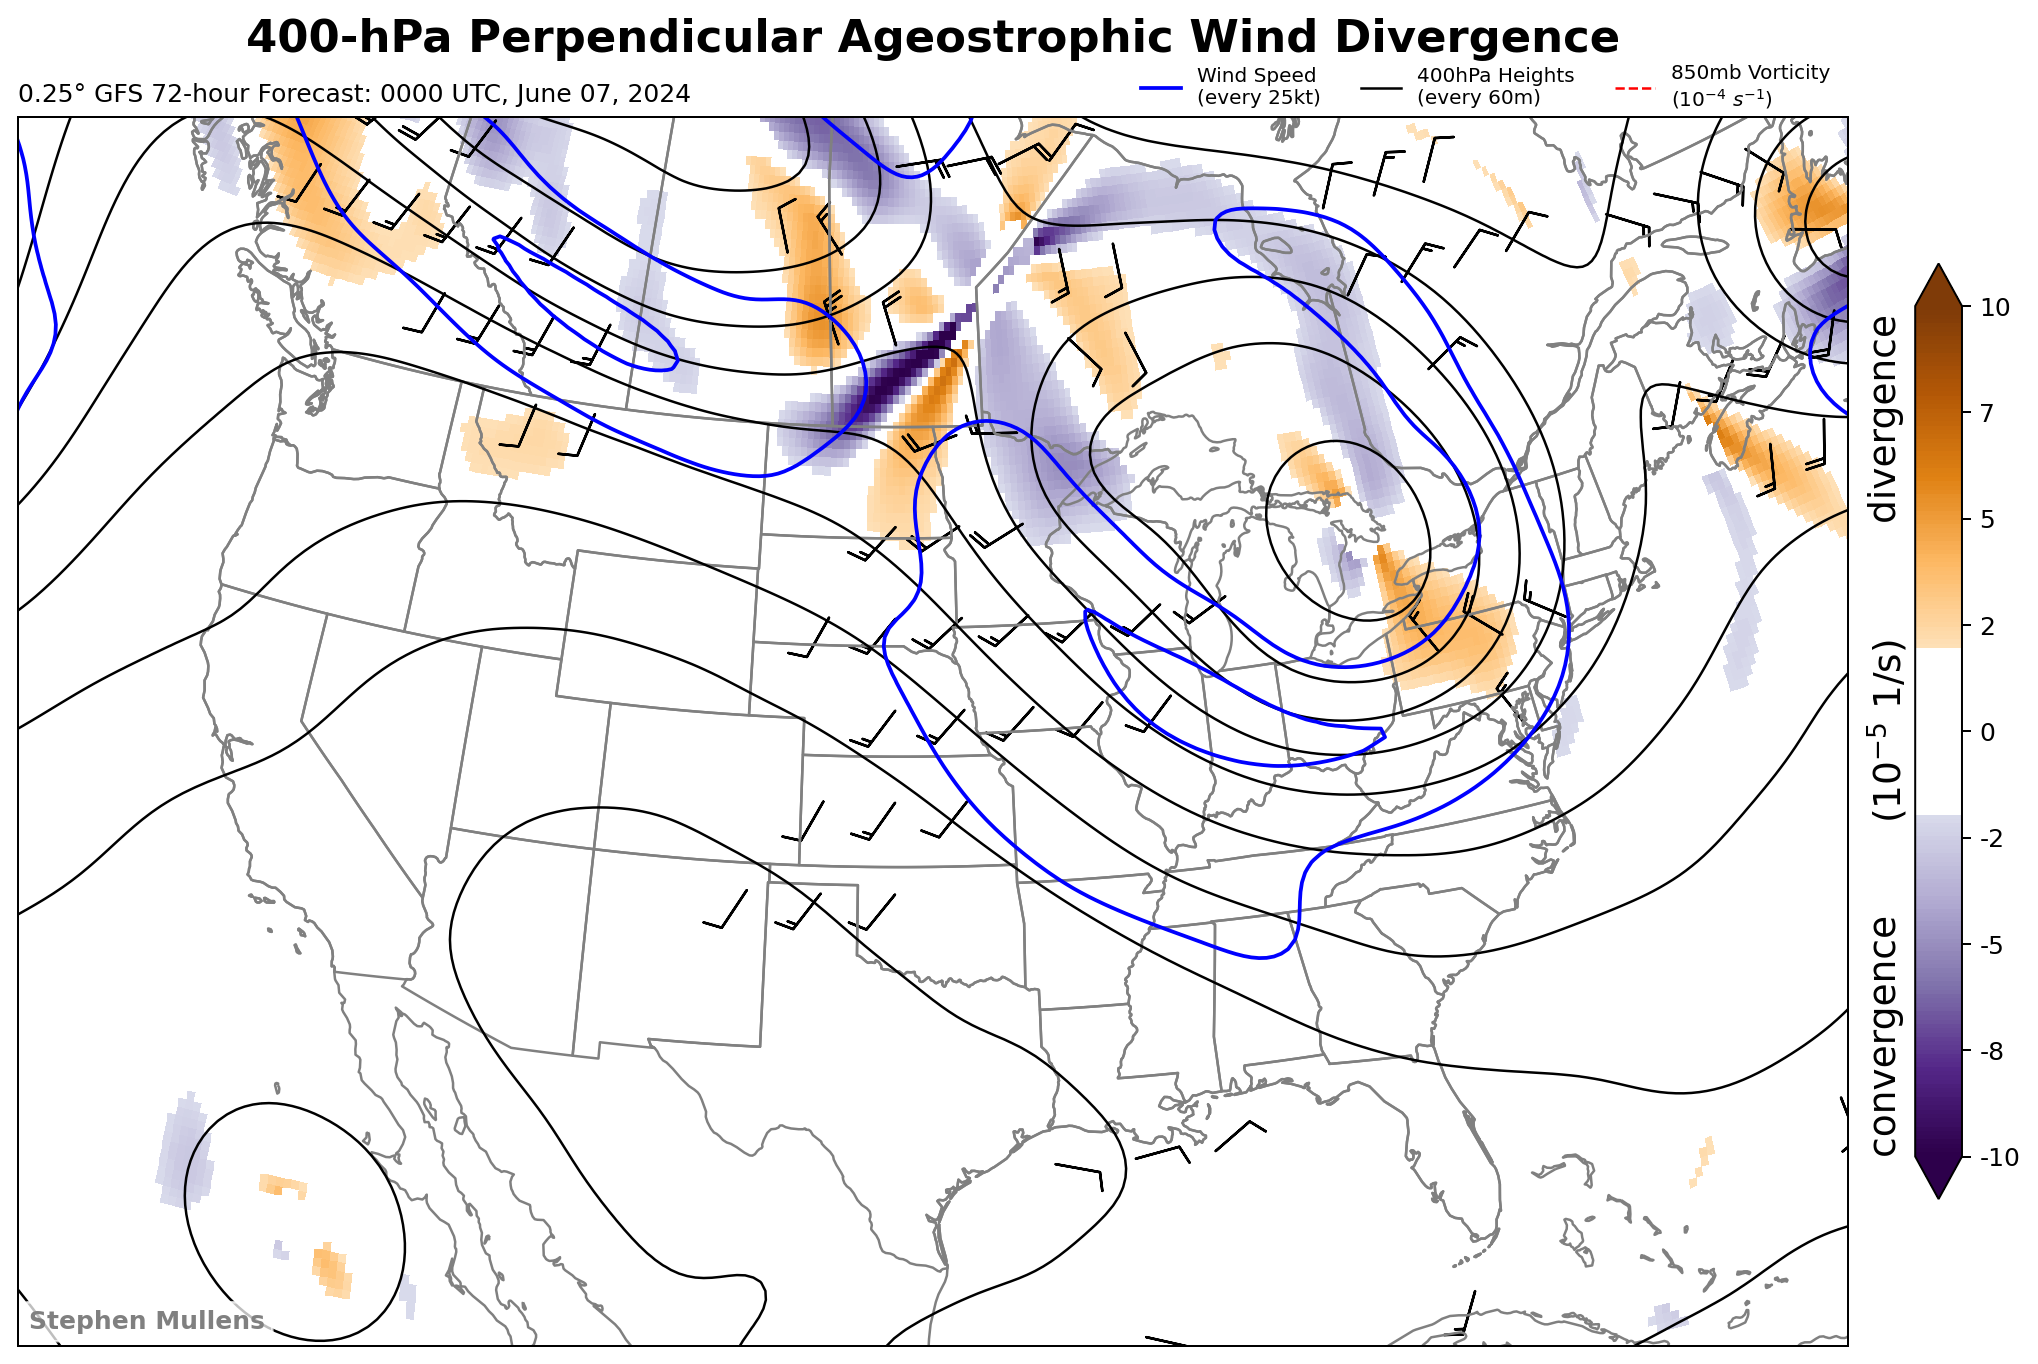 400-hPa Perpendicular Ageostrophic Wind Divergence
0.25° GFS 72-hour Forecast: 0000 UTC, June 07, 2024
Wind Speed
(every 25kt)
400hPa Heights
(every 60m)
850mb Vorticity
(10⁻⁴ s⁻¹)
10
7
5
2
0
-2
-5
-8
-10
convergence (10⁻⁵ 1/s) divergence
Stephen Mullens